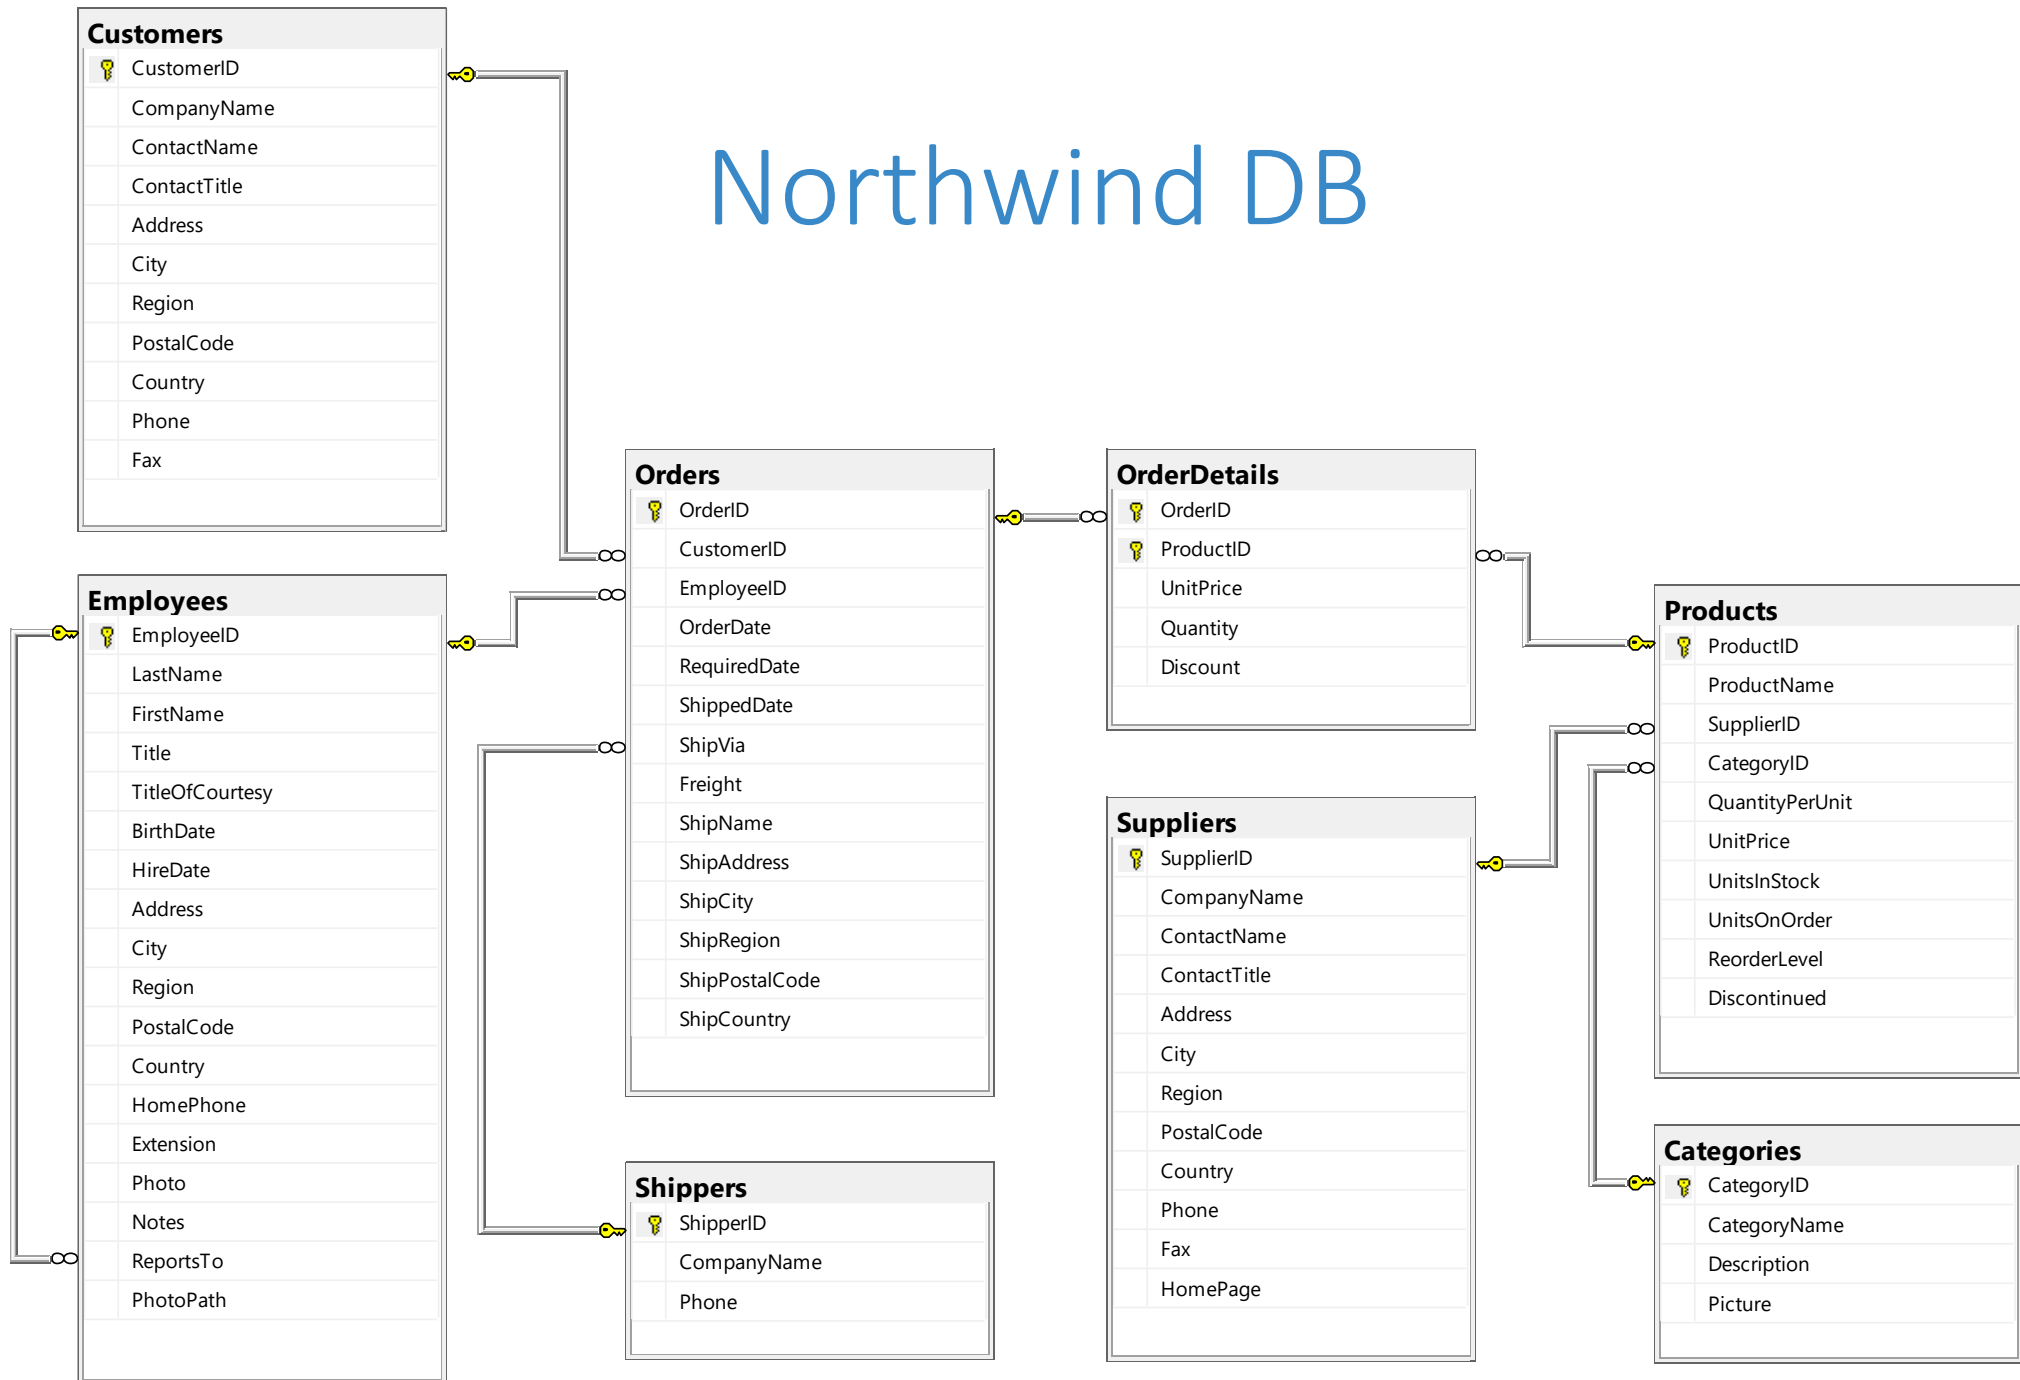 Northwind DB
Customers
CustomerID
CompanyName
ContactName
ContactTitle
Address
City
Region
PostalCode
Country
Phone
Fax
Employees
EmployeeID
LastName
FirstName
Title
TitleOfCourtesy
BirthDate
HireDate
Address
City
Region
PostalCode
Country
HomePhone
Extension
Photo
Notes
ReportsTo
PhotoPath
Orders
OrderID
CustomerID
EmployeeID
OrderDate
RequiredDate
ShippedDate
ShipVia
Freight
ShipName
ShipAddress
ShipCity
ShipRegion
ShipPostalCode
ShipCountry
Shippers
ShipperID
CompanyName
Phone
OrderDetails
OrderID
ProductID
UnitPrice
Quantity
Discount
Suppliers
SupplierID
CompanyName
ContactName
ContactTitle
Address
City
Region
PostalCode
Country
Phone
Fax
HomePage
Products
ProductID
ProductName
SupplierID
CategoryID
QuantityPerUnit
UnitPrice
UnitsInStock
UnitsOnOrder
ReorderLevel
Discontinued
Categories
CategoryID
CategoryName
Description
Picture